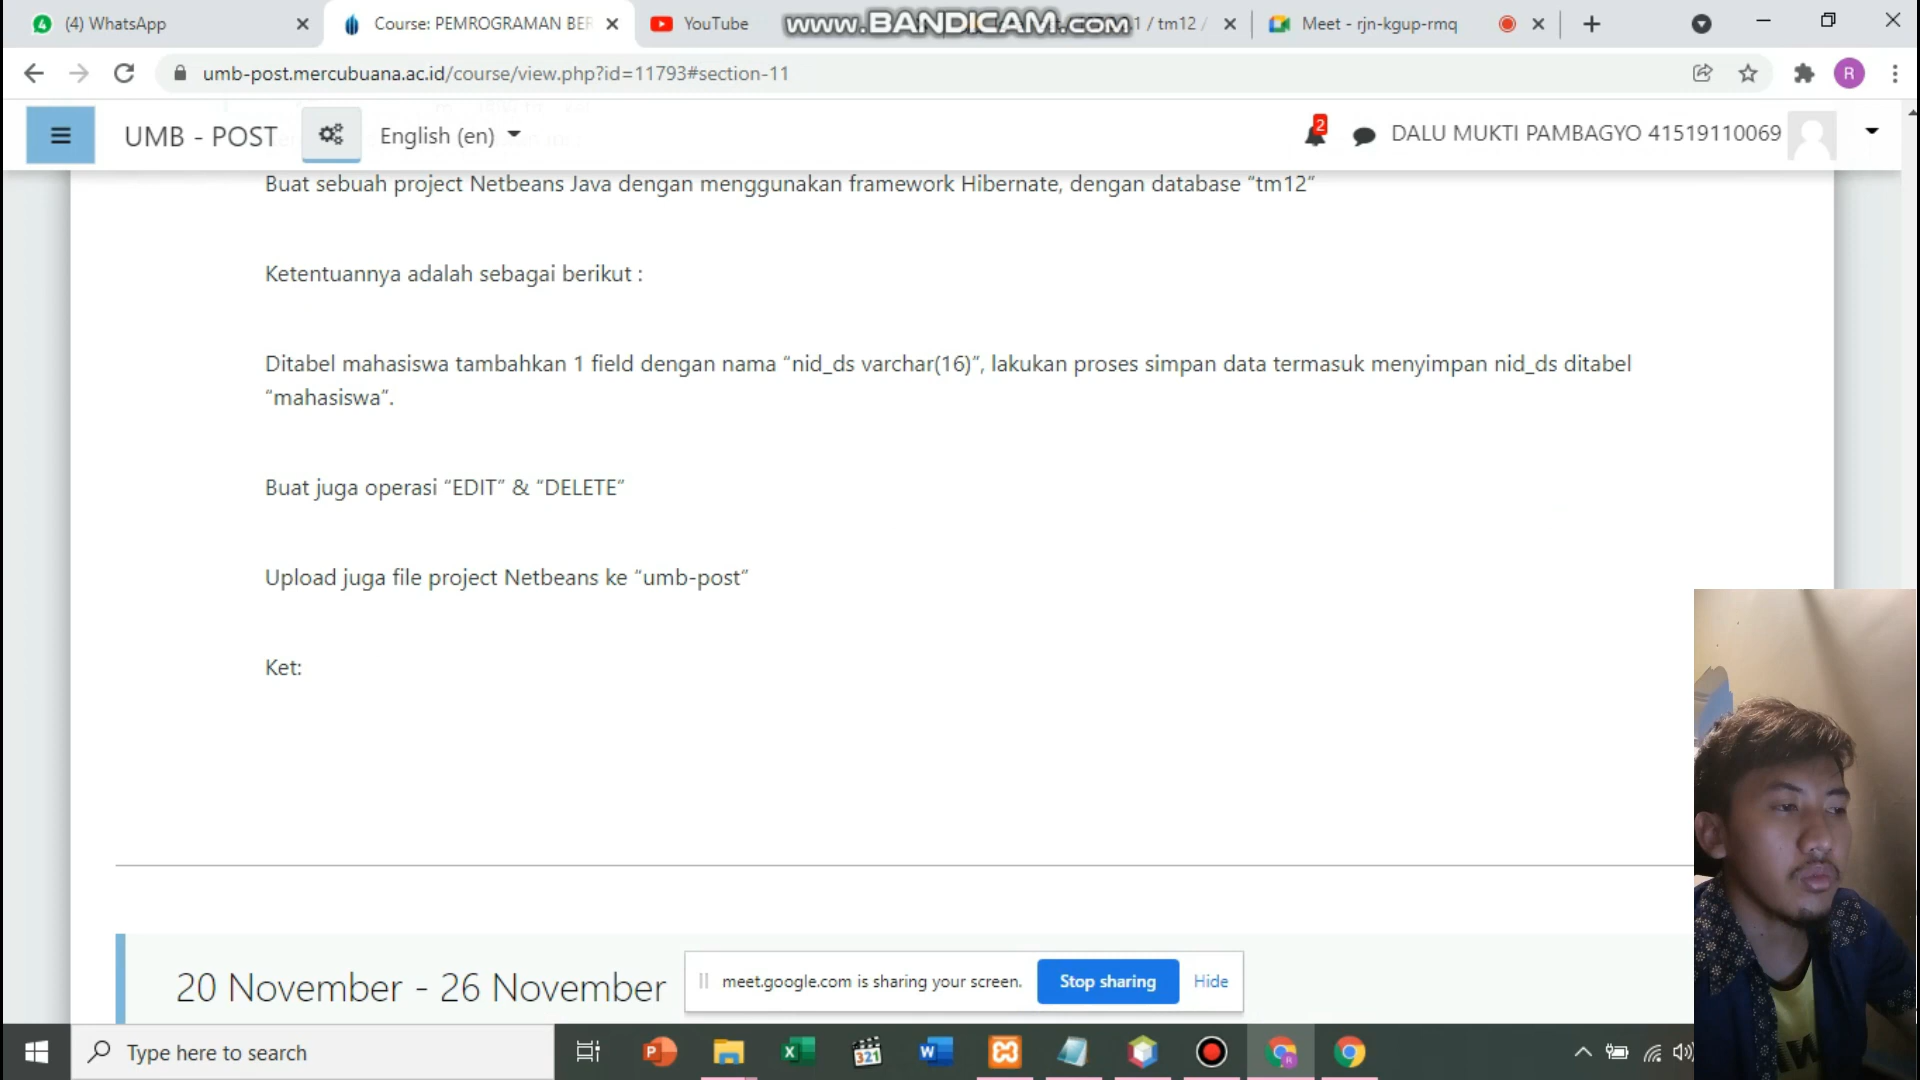 (4) WhatsApp
Course: PEMROGRAMAN BER
YouTube
www.BANDICAM.com
1 / tm12 /
Meet - rjn-kgup-rmq
umb-post.mercubuana.ac.id/course/view.php?id=11793#section-11
R
UMB - POST
English (en)
2
DALU MUKTI PAMBAGYO 41519110069
Buat sebuah project Netbeans Java dengan menggunakan framework Hibernate, dengan database “tm12”
Ketentuannya adalah sebagai berikut :
Ditabel mahasiswa tambahkan 1 field dengan nama “nid_ds varchar(16)”, lakukan proses simpan data termasuk menyimpan nid_ds ditabel
“mahasiswa”.
Buat juga operasi “EDIT” & “DELETE”
Upload juga file project Netbeans ke “umb-post”
Ket:
20 November - 26 November
meet.google.com is sharing your screen.
Stop sharing
Hide
Type here to search